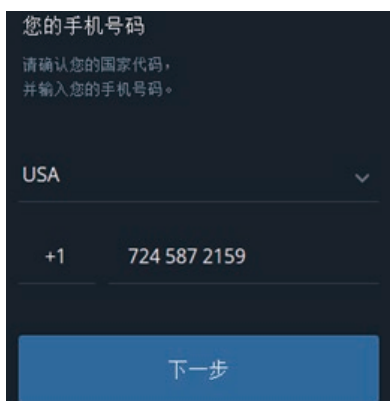 您的手机号码
请确认您的国家代码，
并输入您的手机号码。
USA
+1 724 587 2159
下一步